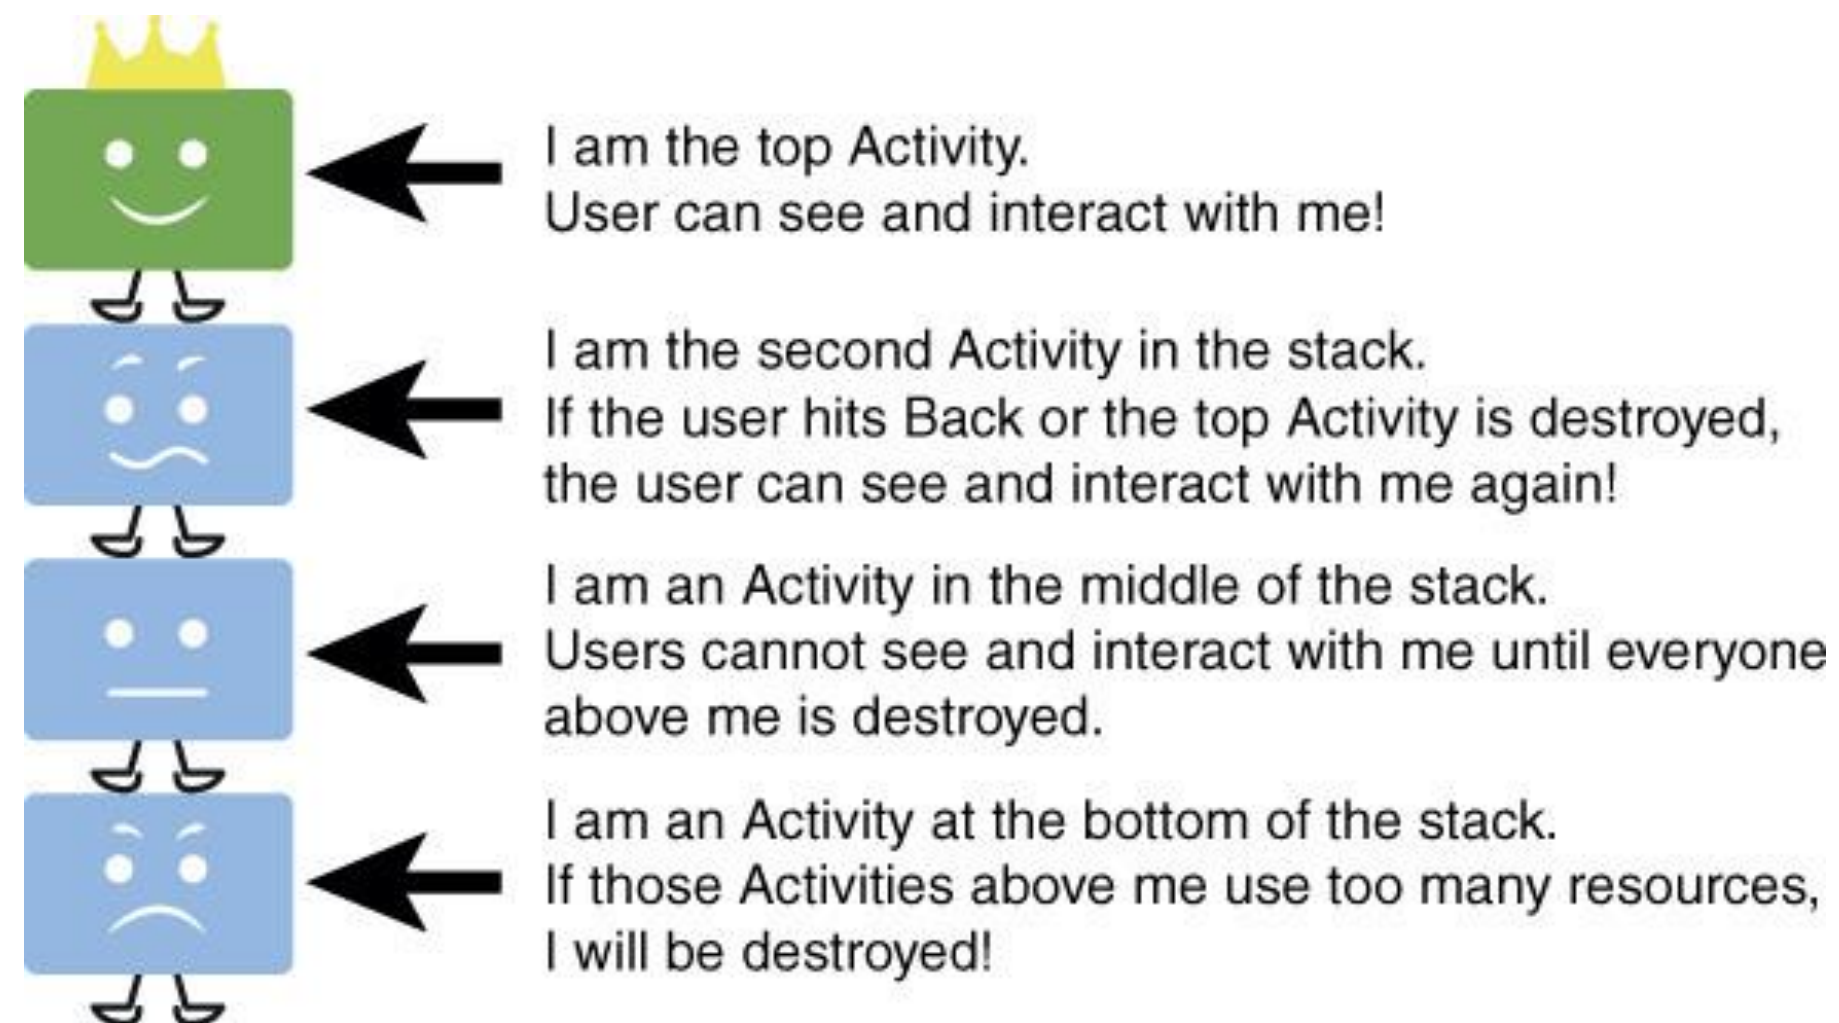 I am the top Activity.
User can see and interact with me!
I am the second Activity in the stack.
If the user hits Back or the top Activity is destroyed,
the user can see and interact with me again!
I am an Activity in the middle of the stack.
Users cannot see and interact with me until everyone
above me is destroyed.
I am an Activity at the bottom of the stack.
If those Activities above me use too many resources,
I will be destroyed!